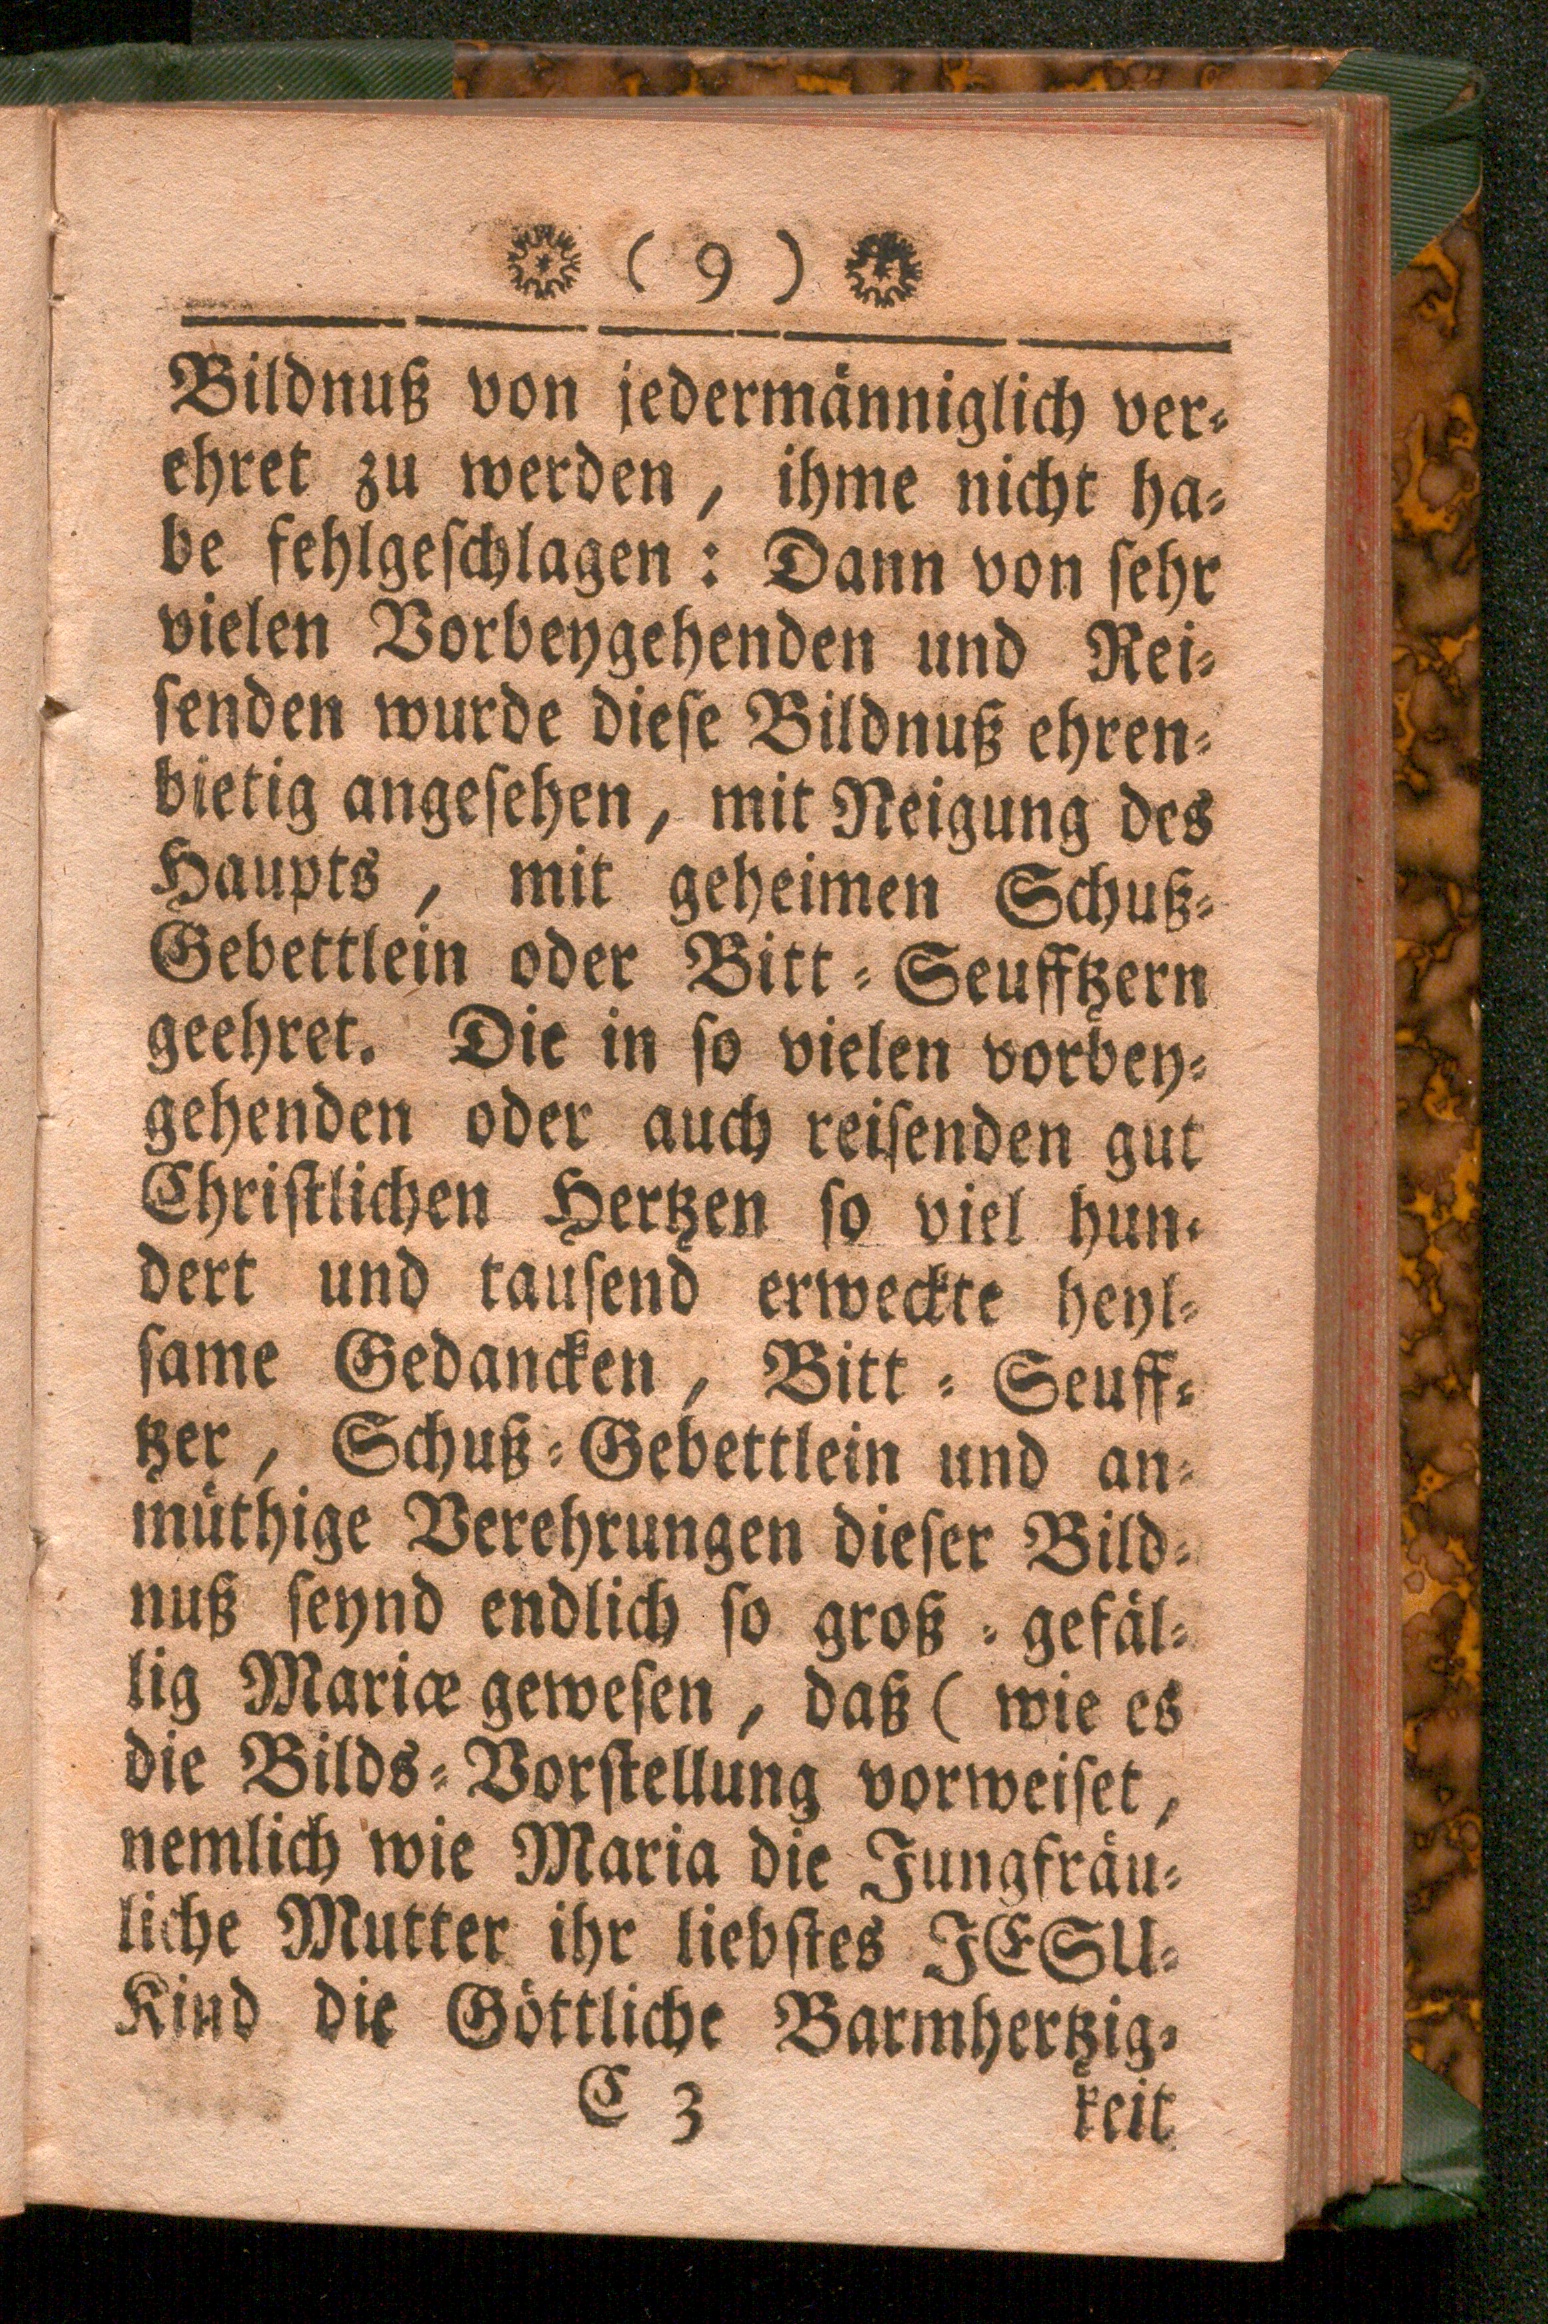 ( 9 )
Bildnuß von jedermänniglich ver⸗
ehret zu werden, ihme nicht ha⸗
be fehlgeſchlagen: Dann von ſehr
vielen Vorbeygehenden und Rei⸗
ſenden wurde dieſe Bildnuß ehren⸗
bietig angeſehen, mit Neigung des
Haupts, mit geheimen Schuß⸗
Gebettlein oder Bitt⸗Seufftzern
geehret. Die in ſo vielen vorbey⸗
gehenden oder auch reiſenden gut
Chriſtlichen Hertzen ſo viel hun⸗
dert und tauſend erweckte heyl⸗
ſame Gedancken, Bitt⸗Seuff⸗
tzer, Schuß⸗Gebettlein und an⸗
müthige Verehrungen dieſer Bild⸗
nuß ſeynd endlich ſo groß⸗gefäl⸗
lig Mariæ geweſen, daß (wie es
die Bilds⸗Vorſtellung vorweiſet,
nemlich wie Maria die Jungfräu⸗
liche Mutter ihr liebſtes JESU⸗
Kind die Göttliche Barmhertzig⸗
C 3 keit